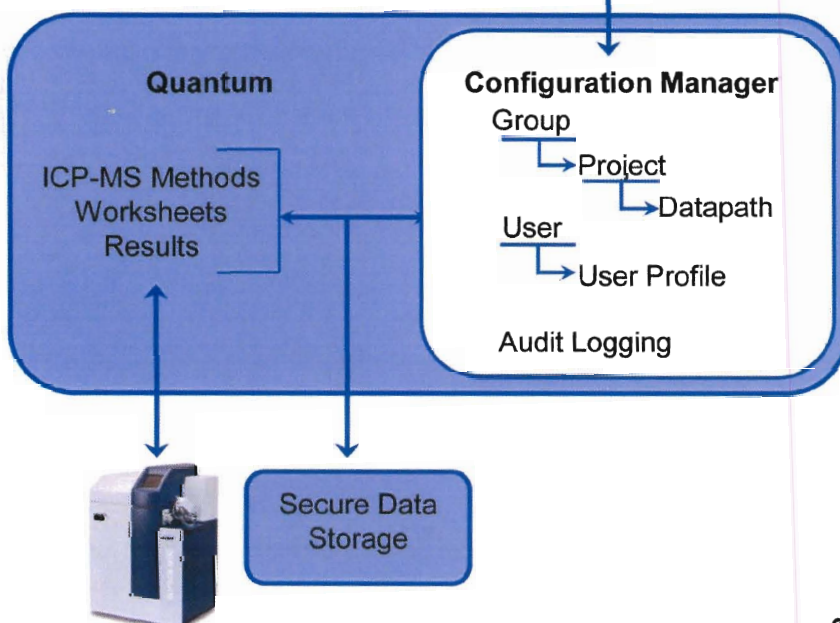 Quantum
ICP-MS Methods
Worksheets
Results
Configuration Manager
Group
Project
Datapath
User
User Profile
Audit Logging
Secure Data
Storage